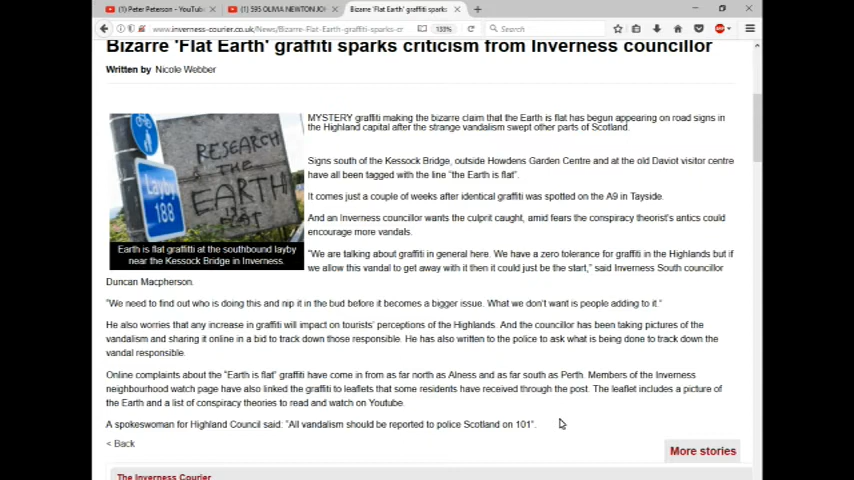 (1) Peter Peterson - YouTub
(1) 595 OLIVIA NEWTON JO
Bizarre 'Flat Earth' graffiti sparks
www.inverness-courier.co.uk/News/Bizarre-Flat-Earth-graffiti-sparks-cr
133%
Search
Bizarre 'Flat Earth' graffiti sparks criticism from Inverness councillor
Written by Nicole Webber
RESEARCH
THE
EARTH
IS
FLAT
Layby
188
Earth is flat graffiti at the southbound layby
near the Kessock Bridge in Inverness.
MYSTERY graffiti making the bizarre claim that the Earth is flat has begun appearing on road signs in
the Highland capital after the strange vandalism swept other parts of Scotland.
Signs south of the Kessock Bridge, outside Howdens Garden Centre and at the old Daviot visitor centre
have all been tagged with the line "the Earth is flat".
It comes just a couple of weeks after identical graffiti was spotted on the A9 in Tayside.
And an Inverness councillor wants the culprit caught, amid fears the conspiracy theorist's antics could
encourage more vandals.
"We are talking about graffiti in general here. We have a zero tolerance for graffiti in the Highlands but if
we allow this vandal to get away with it then it could just be the start," said Inverness South councillor
Duncan Macpherson.
"We need to find out who is doing this and nip it in the bud before it becomes a bigger issue. What we don't want is people adding to it."
He also worries that any increase in graffiti will impact on tourists' perceptions of the Highlands. And the councillor has been taking pictures of the
vandalism and sharing it online in a bid to track down those responsible. He has also written to the police to ask what is being done to track down the
vandal responsible.
Online complaints about the "Earth is flat" graffiti have come in from as far north as Alness and as far south as Perth. Members of the Inverness
neighbourhood watch page have also linked the graffiti to leaflets that some residents have received through the post. The leaflet includes a picture of
the Earth and a list of conspiracy theories to read and watch on Youtube.
A spokeswoman for Highland Council said: "All vandalism should be reported to police Scotland on 101".
< Back
More stories
The Inverness Courier